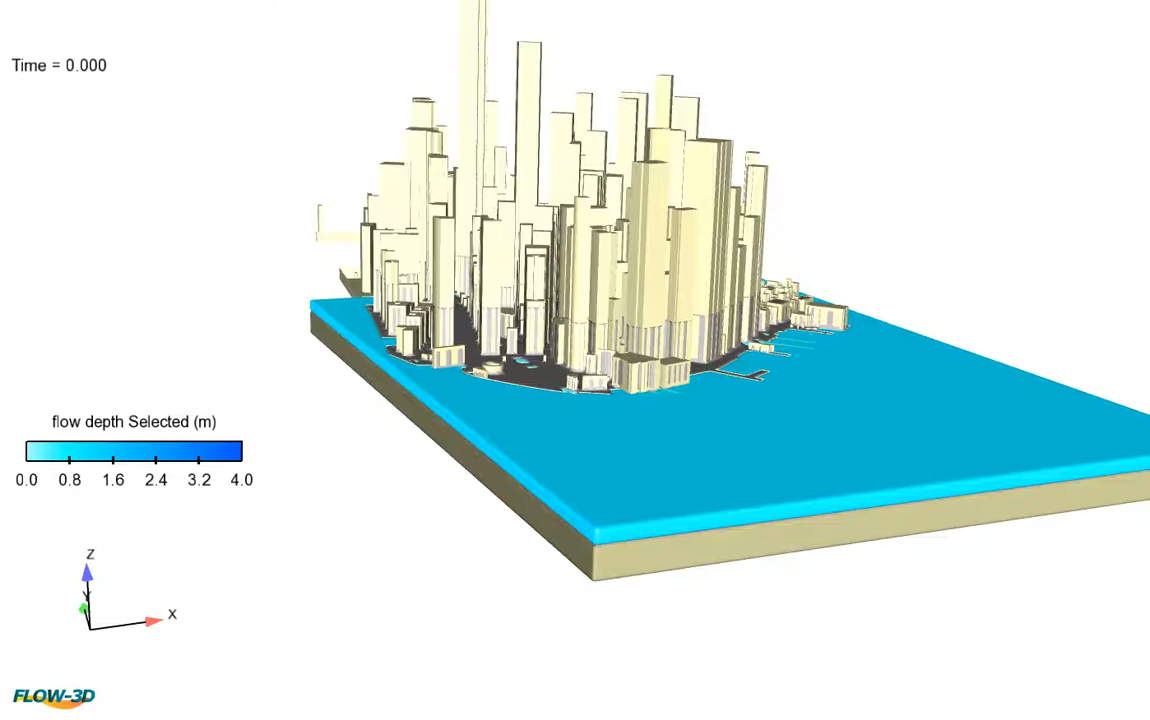 Time = 0.000
flow depth Selected (m)
0.0 0.8 1.6 2.4 3.2 4.0
Z
Y
X
FLOW-3D